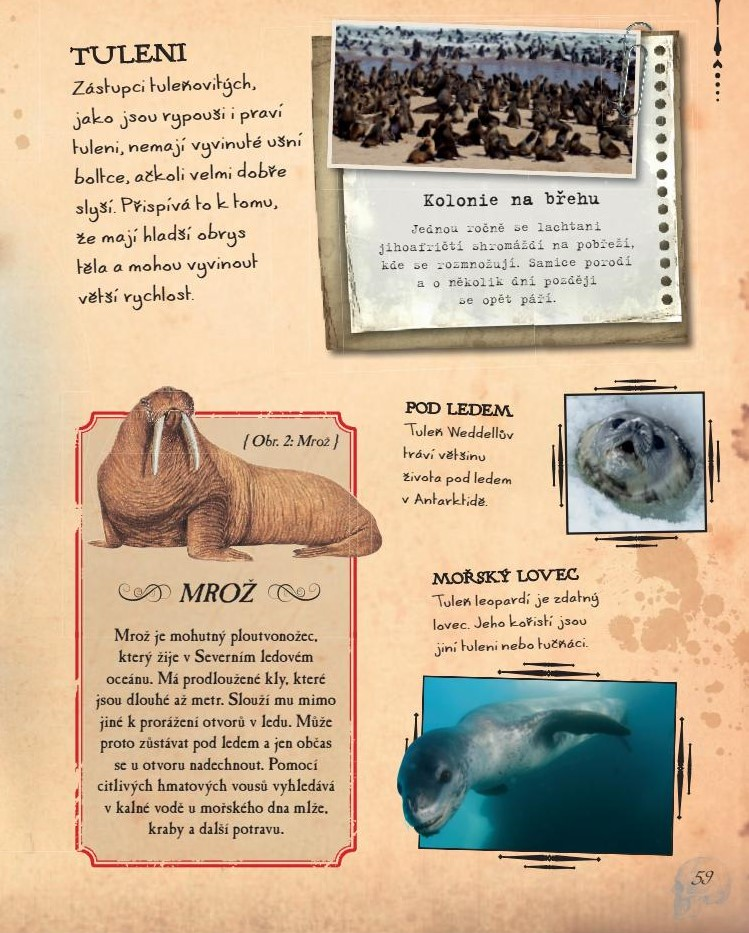 TULENI
Zástupci tuleňovitých,
jako jsou rypouši i praví
tuleni, nemají vyvinuté ušní
boltce, ačkoli velmi dobře
slyší. Přispívá to k tomu,
že mají hladší obrys
těla a mohou vyvinout
větší rychlost.
Kolonie na břehu
Jednou ročně se lachtani
jihoafričtí shromáždí na pobřeží,
kde se rozmnožují. Samice porodí
a o několik dní později
se opět páří.
{ Obr. 2: Mrož }
MROŽ
Mrož je mohutný ploutvonožec,
který žije v Severním ledovém
oceánu. Má prodloužené kly, které
jsou dlouhé až metr. Slouží mu mimo
jiné k prorážení otvorů v ledu. Může
proto zůstávat pod ledem a jen občas
se u otvoru nadechnout. Pomocí
citlivých hmatových vousů vyhledává
v kalné vodě u mořského dna mlže,
kraby a další potravu.
POD LEDEM
Tuleň Weddellův
tráví většinu
života pod ledem
v Antarktidě.
MOŘSKÝ LOVEC
Tuleň leopardí je zdatný
lovec. Jeho kořistí jsou
jiní tuleni nebo tučňáci.
59